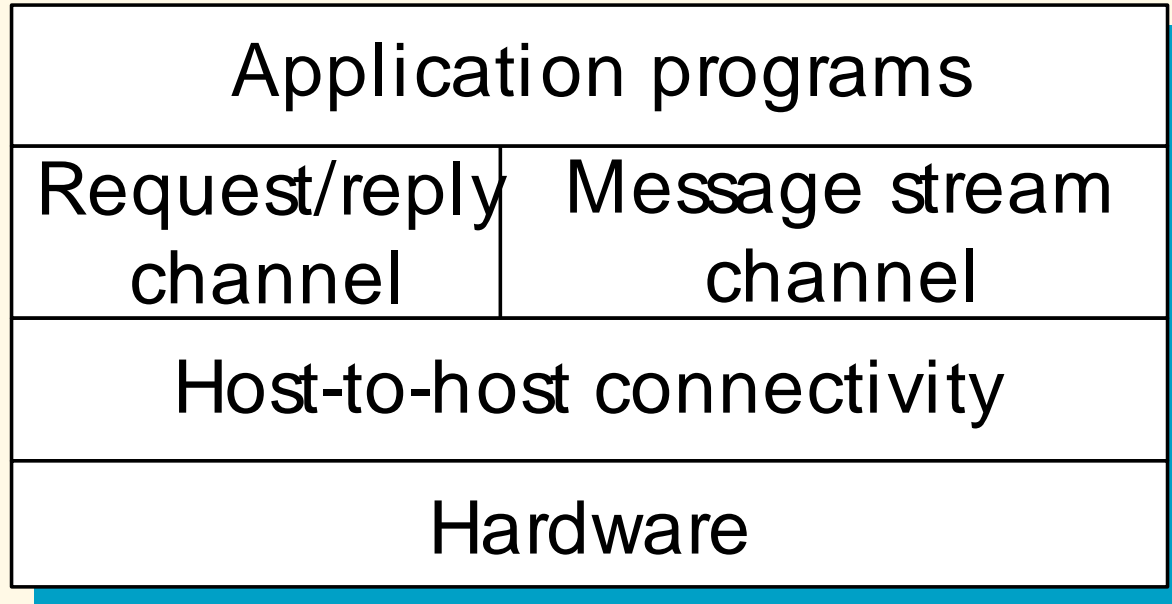 Application programs
Request/reply
channel
Message stream
channel
Host-to-host connectivity
Hardware